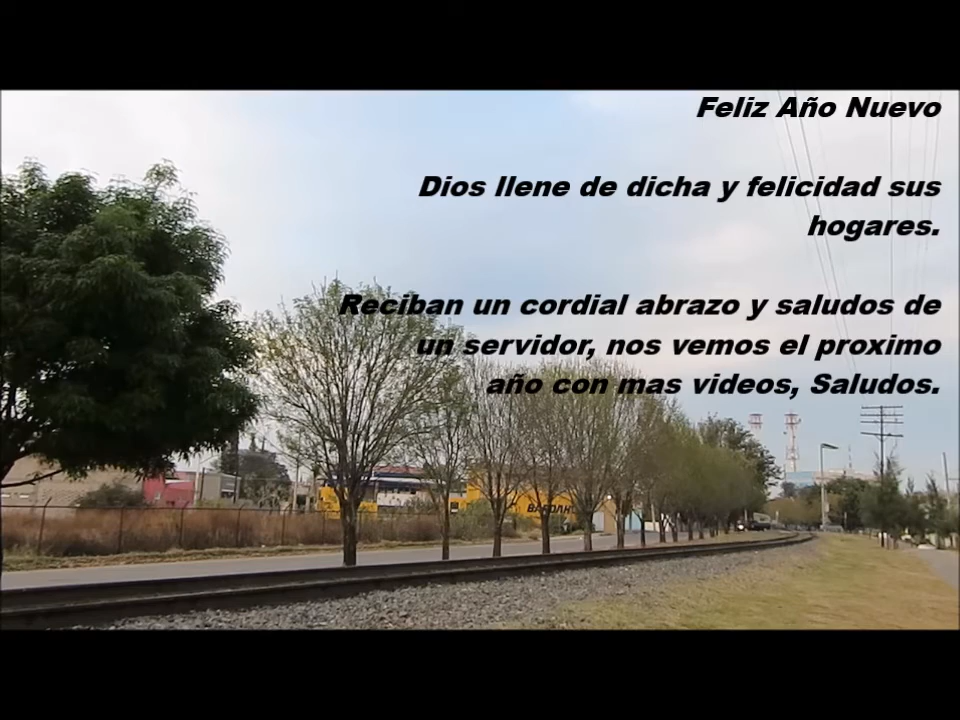 Feliz Año Nuevo
Dios llene de dicha y felicidad sus
hogares.
Reciban un cordial abrazo y saludos de
un servidor, nos vemos el proximo
año con mas videos, Saludos.
BARDAHL